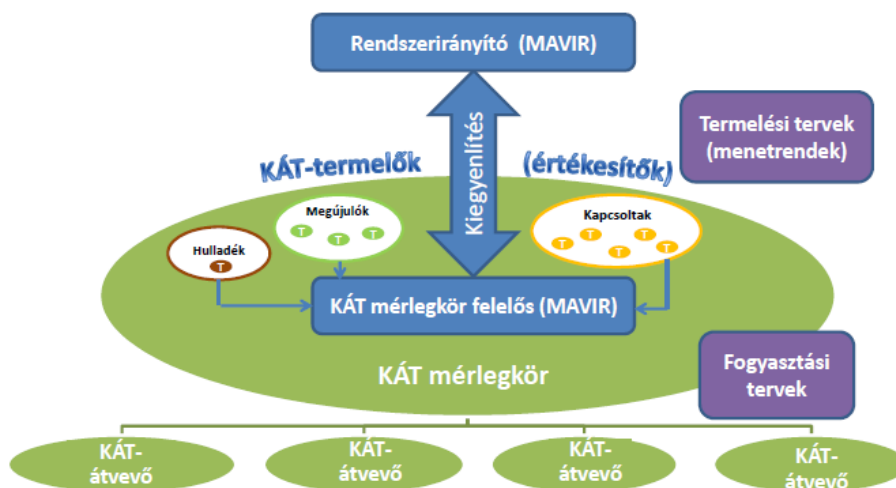 Rendszerirányító (MAVIR)
Kiegyenlítés
Termelési tervek
(menetrendek)
KÁT-termelők (értékesítők)
Megújulók
T T T
Kapcsoltak
T T T T T
Hulladék
T
KÁT mérlegkör felelős (MAVIR)
KÁT mérlegkör
Fogyasztási
tervek
KÁT-
átvevő
KÁT-
átvevő
KÁT-
átvevő
KÁT-
átvevő